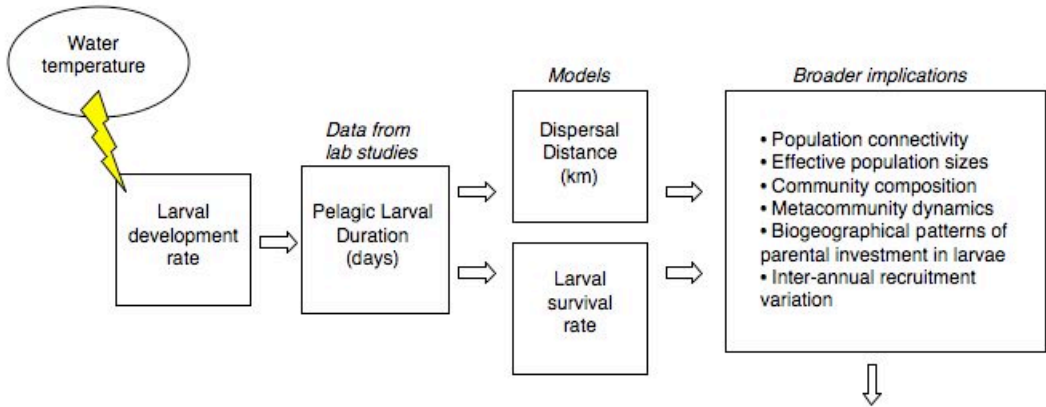 Water
temperature
Larval
development
rate
Data from
lab studies
Pelagic Larval
Duration
(days)
Models
Dispersal
Distance
(km)
Larval
survival
rate
Broader implications
• Population connectivity
• Effective population sizes
• Community composition
• Metacommunity dynamics
• Biogeographical patterns of
parental investment in larvae
• Inter-annual recruitment
variation